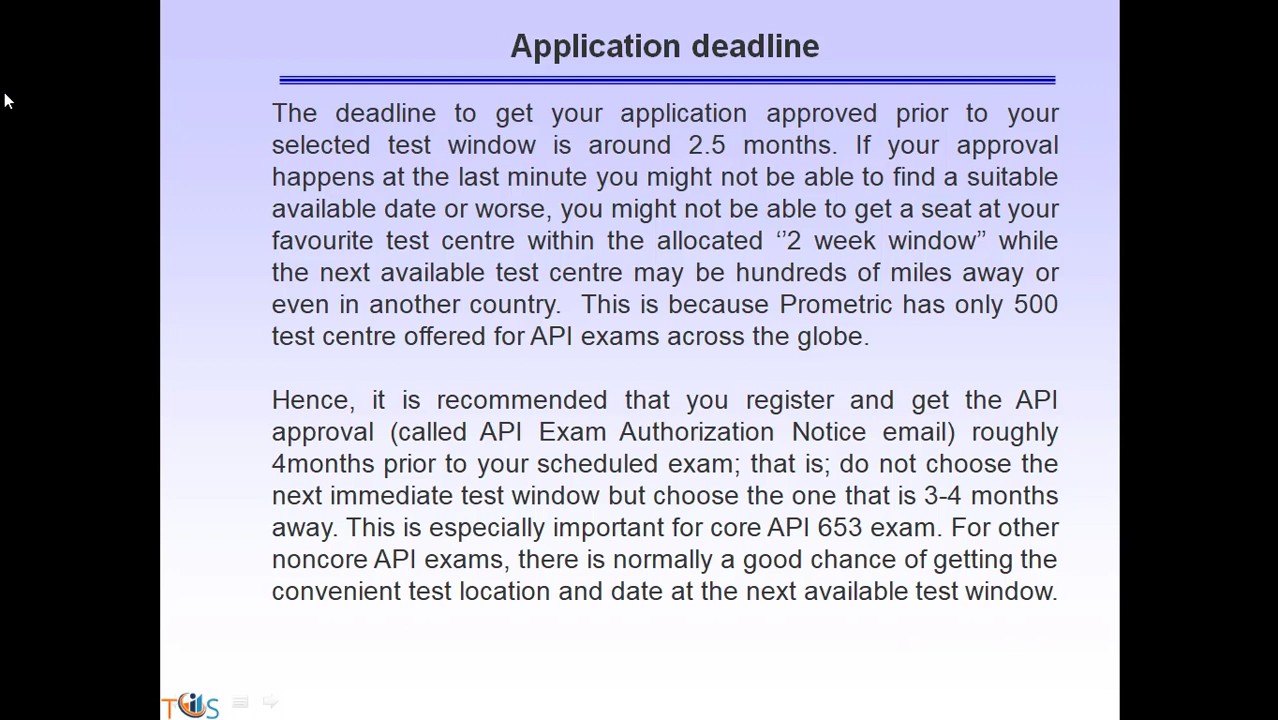 Application deadline
The deadline to get your application approved prior to your
selected test window is around 2.5 months. If your approval
happens at the last minute you might not be able to find a suitable
available date or worse, you might not be able to get a seat at your
favourite test centre within the allocated ‘’2 week window” while
the next available test centre may be hundreds of miles away or
even in another country.  This is because Prometric has only 500
test centre offered for API exams across the globe.
Hence, it is recommended that you register and get the API
approval (called API Exam Authorization Notice email) roughly
4months prior to your scheduled exam; that is; do not choose the
next immediate test window but choose the one that is 3-4 months
away. This is especially important for core API 653 exam. For other
noncore API exams, there is normally a good chance of getting the
convenient test location and date at the next available test window.